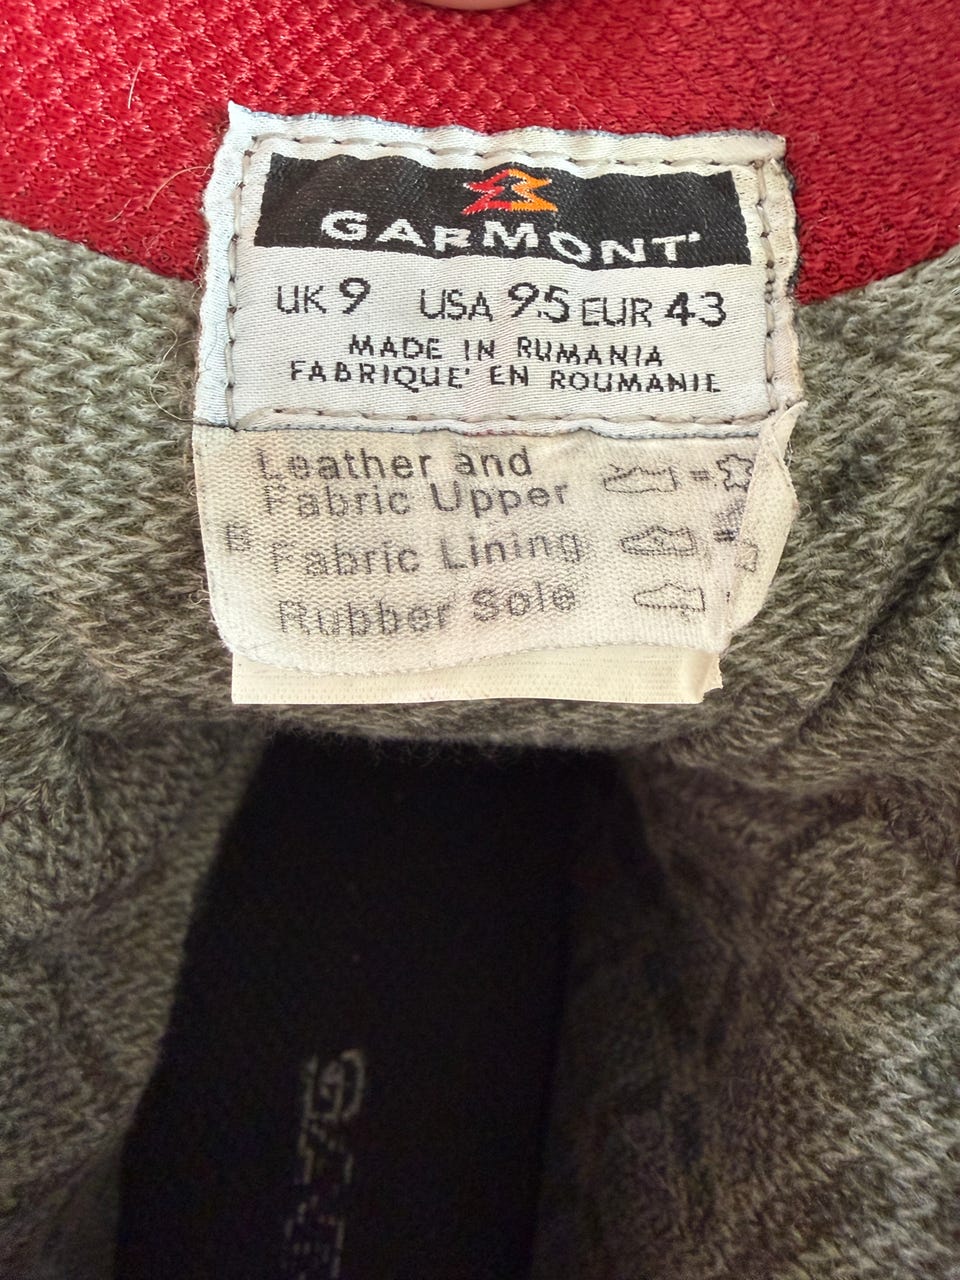 GARMONT
UK 9 USA 9.5 EUR 43
MADE IN RUMANIA
FABRIQUE' EN ROUMANIE
Leather and
Fabric Upper
=
Fabric Lining
=
Rubber Sole